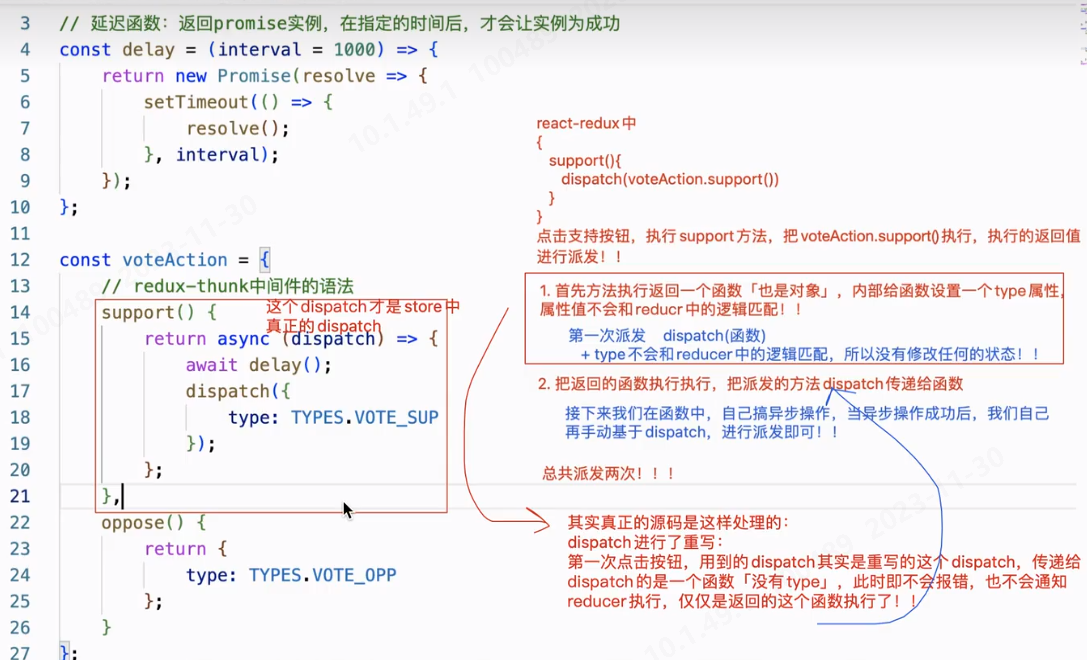 3 // 延迟函数：返回promise实例，在指定的时间后，才会让实例为成功
4 const delay = (interval = 1000) => {
5 return new Promise(resolve => {
6 setTimeout(() => {
7 resolve();
8 }, interval);
9 });
10 };
11
12 const voteAction = {
13 // redux-thunk中间件的语法
14 support() {
15 return async (dispatch) => {
16 await delay();
17 dispatch({
18 type: TYPES.VOTE_SUP
19 });
20 };
21 },
22 oppose() {
23 return {
24 type: TYPES.VOTE_OPP
25 };
26 }
27 };
这个dispatch才是store中
真正的dispatch
react-redux中
{
support(){
dispatch(voteAction.support())
}
}
点击支持按钮，执行support方法，把voteAction.support()执行，执行的返回值
进行派发！！
1. 首先方法执行返回一个函数「也是对象」，内部给函数设置一个type属性，
属性值不会和reducr中的逻辑匹配！！
第一次派发 dispatch(函数)
+ type不会和reducer中的逻辑匹配，所以没有修改任何的状态！！
2. 把返回的函数执行执行，把派发的方法dispatch传递给函数
接下来我们在函数中，自己搞异步操作，当异步操作成功后，我们自己
再手动基于dispatch，进行派发即可！！
总共派发两次！！！
其实真正的源码是这样处理的：
dispatch进行了重写：
第一次点击按钮，用到的dispatch其实是重写的这个dispatch，传递给
dispatch的是一个函数「没有type」，此时即不会报错，也不会通知
reducer执行，仅仅是返回的这个函数执行了！！